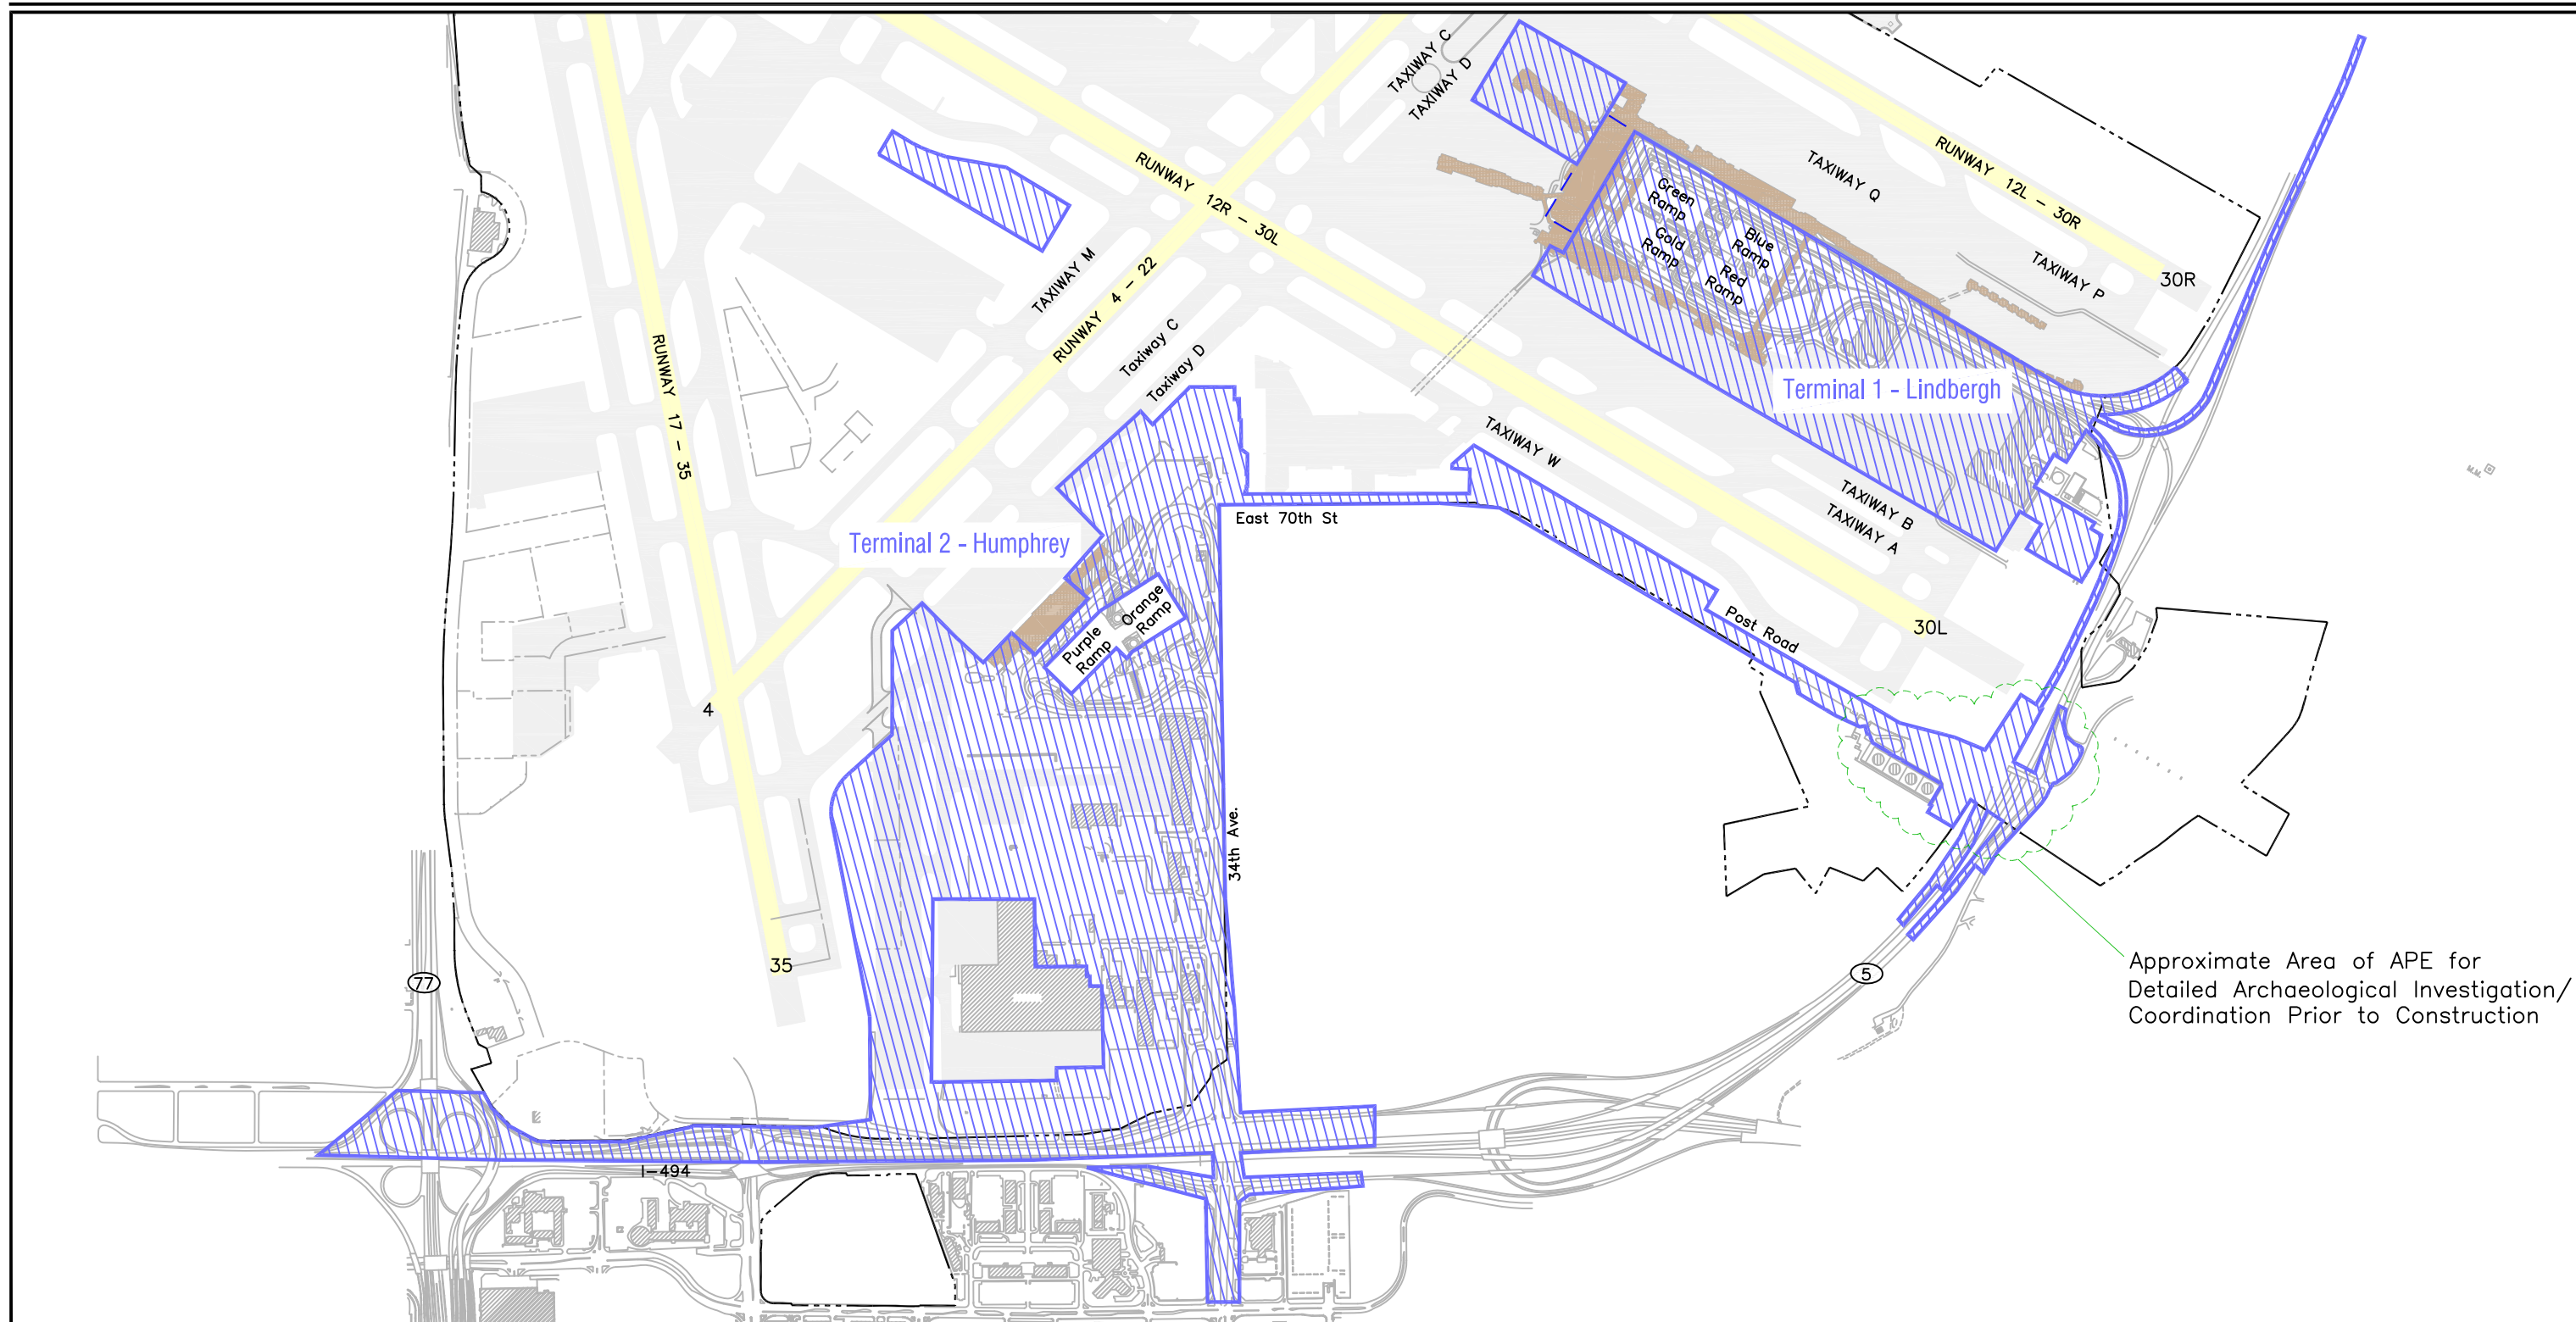 TAXIWAY C
TAXIWAY D
RUNWAY 12R - 30L
RUNWAY 12L - 30R
TAXIWAY Q
TAXIWAY P
30R
Green
Ramp
Gold
Ramp
Blue
Ramp
Red
Ramp
TAXIWAY M
RUNWAY 4 - 22
Taxiway C
Taxiway D
RUNWAY 17 - 35
Terminal 1 - Lindbergh
TAXIWAY W
TAXIWAY B
TAXIWAY A
M.M.
East 70th St
Terminal 2 - Humphrey
Orange
Ramp
Purple
Ramp
Post Road
30L
4
34th Ave.
35
77
5
Approximate Area of APE for
Detailed Archaeological Investigation/
Coordination Prior to Construction
I-494